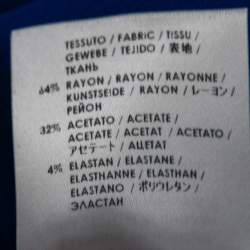 TESSUTO / FABRIC / TISSU /
GEWEBE / TEJIDO / 表地 /
ТКАНЬ
64% RAYON / RAYON / RAYONNE /
KUNSTSEIDE / RAYON / レーヨン /
РЕЙОН
32% ACETATO / ACETATE /
ACETATE / ACETAT / ACETATO /
アセテート / АЦЕТАТ
4% ELASTAN / ELASTANE /
ELASTHANNE / ELASTHAN /
ELASTANO / ポリウレタン /
ЭЛАСТАН